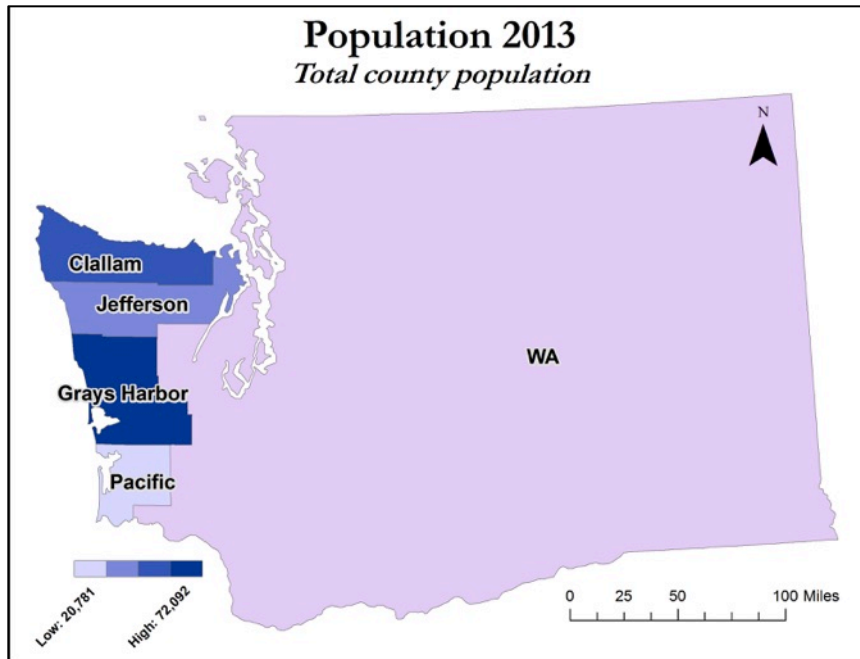 Population 2013
Total county population
N
Clallam
Jefferson
WA
Grays Harbor
Pacific
Low: 20,781
High: 72,092
0 25 50 100 Miles